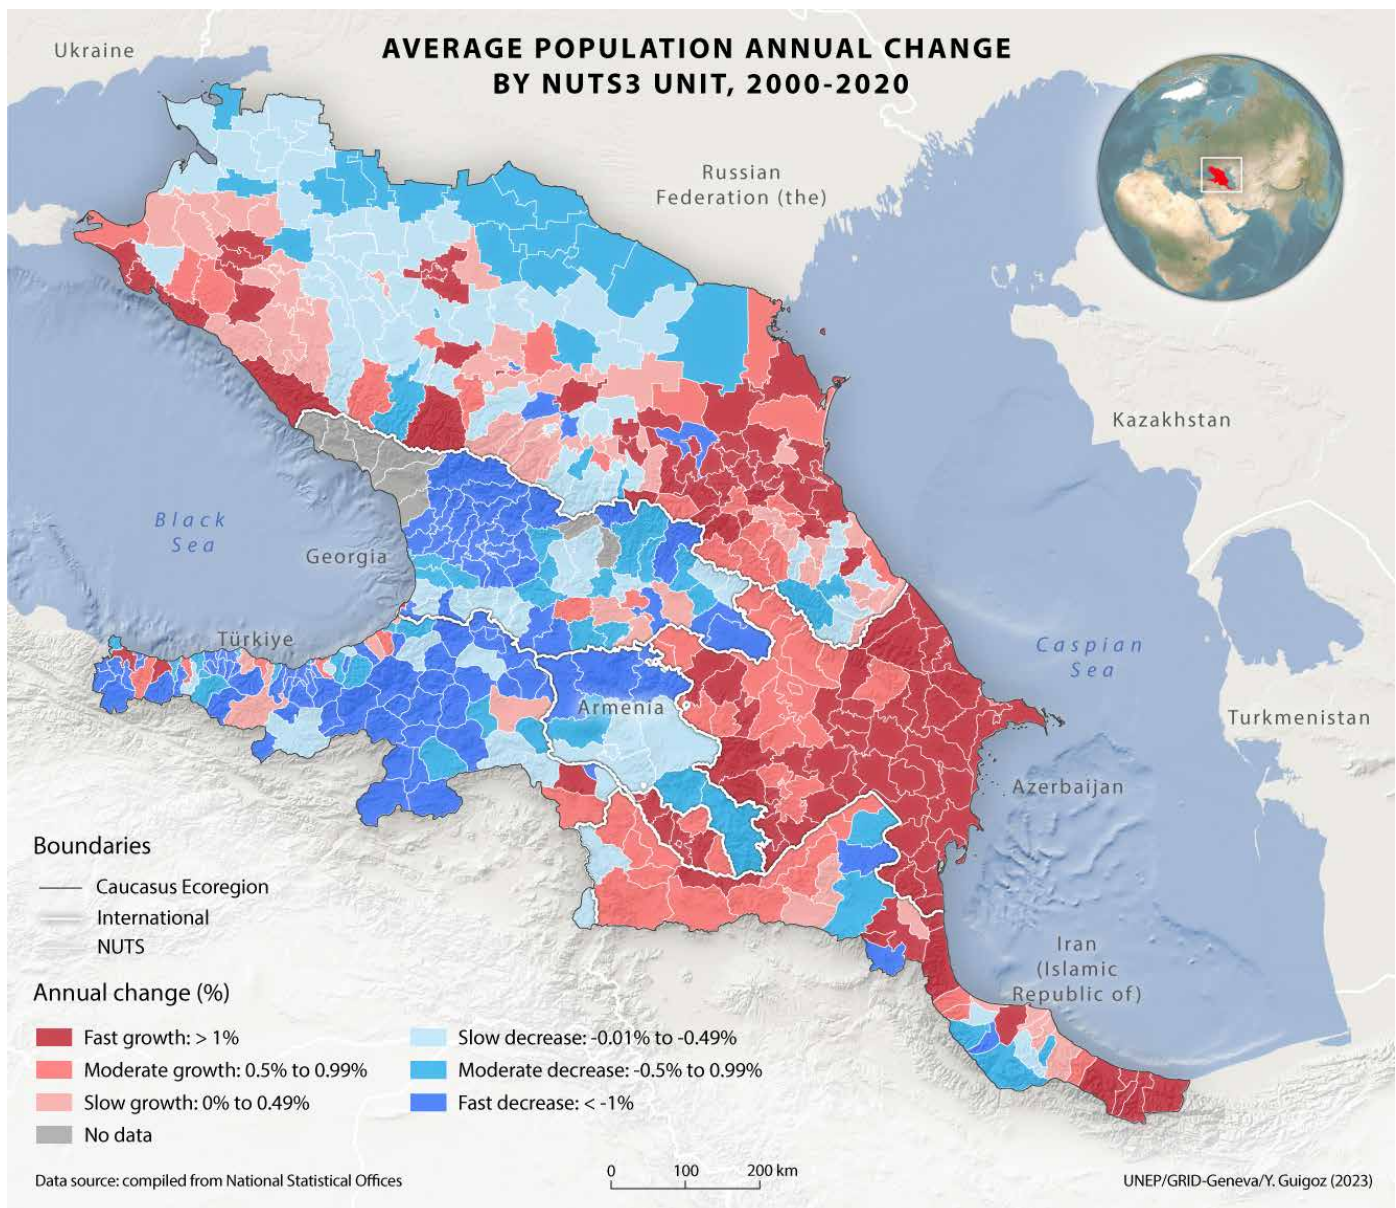 AVERAGE POPULATION ANNUAL CHANGE
BY NUTS3 UNIT, 2000-2020
Ukraine
Russian
Federation (the)
Kazakhstan
Black
Sea
Georgia
Türkiye
Caspian
Sea
Armenia
Turkmenistan
Azerbaijan
Iran
(Islamic
Republic of)
Boundaries
Caucasus Ecoregion
International
NUTS
Annual change (%)
Fast growth: > 1%
Moderate growth: 0.5% to 0.99%
Slow growth: 0% to 0.49%
No data
Slow decrease: -0.01% to -0.49%
Moderate decrease: -0.5% to 0.99%
Fast decrease: < -1%
0 100 200 km
Data source: compiled from National Statistical Offices
UNEP/GRID-Geneva/Y. Guigoz (2023)